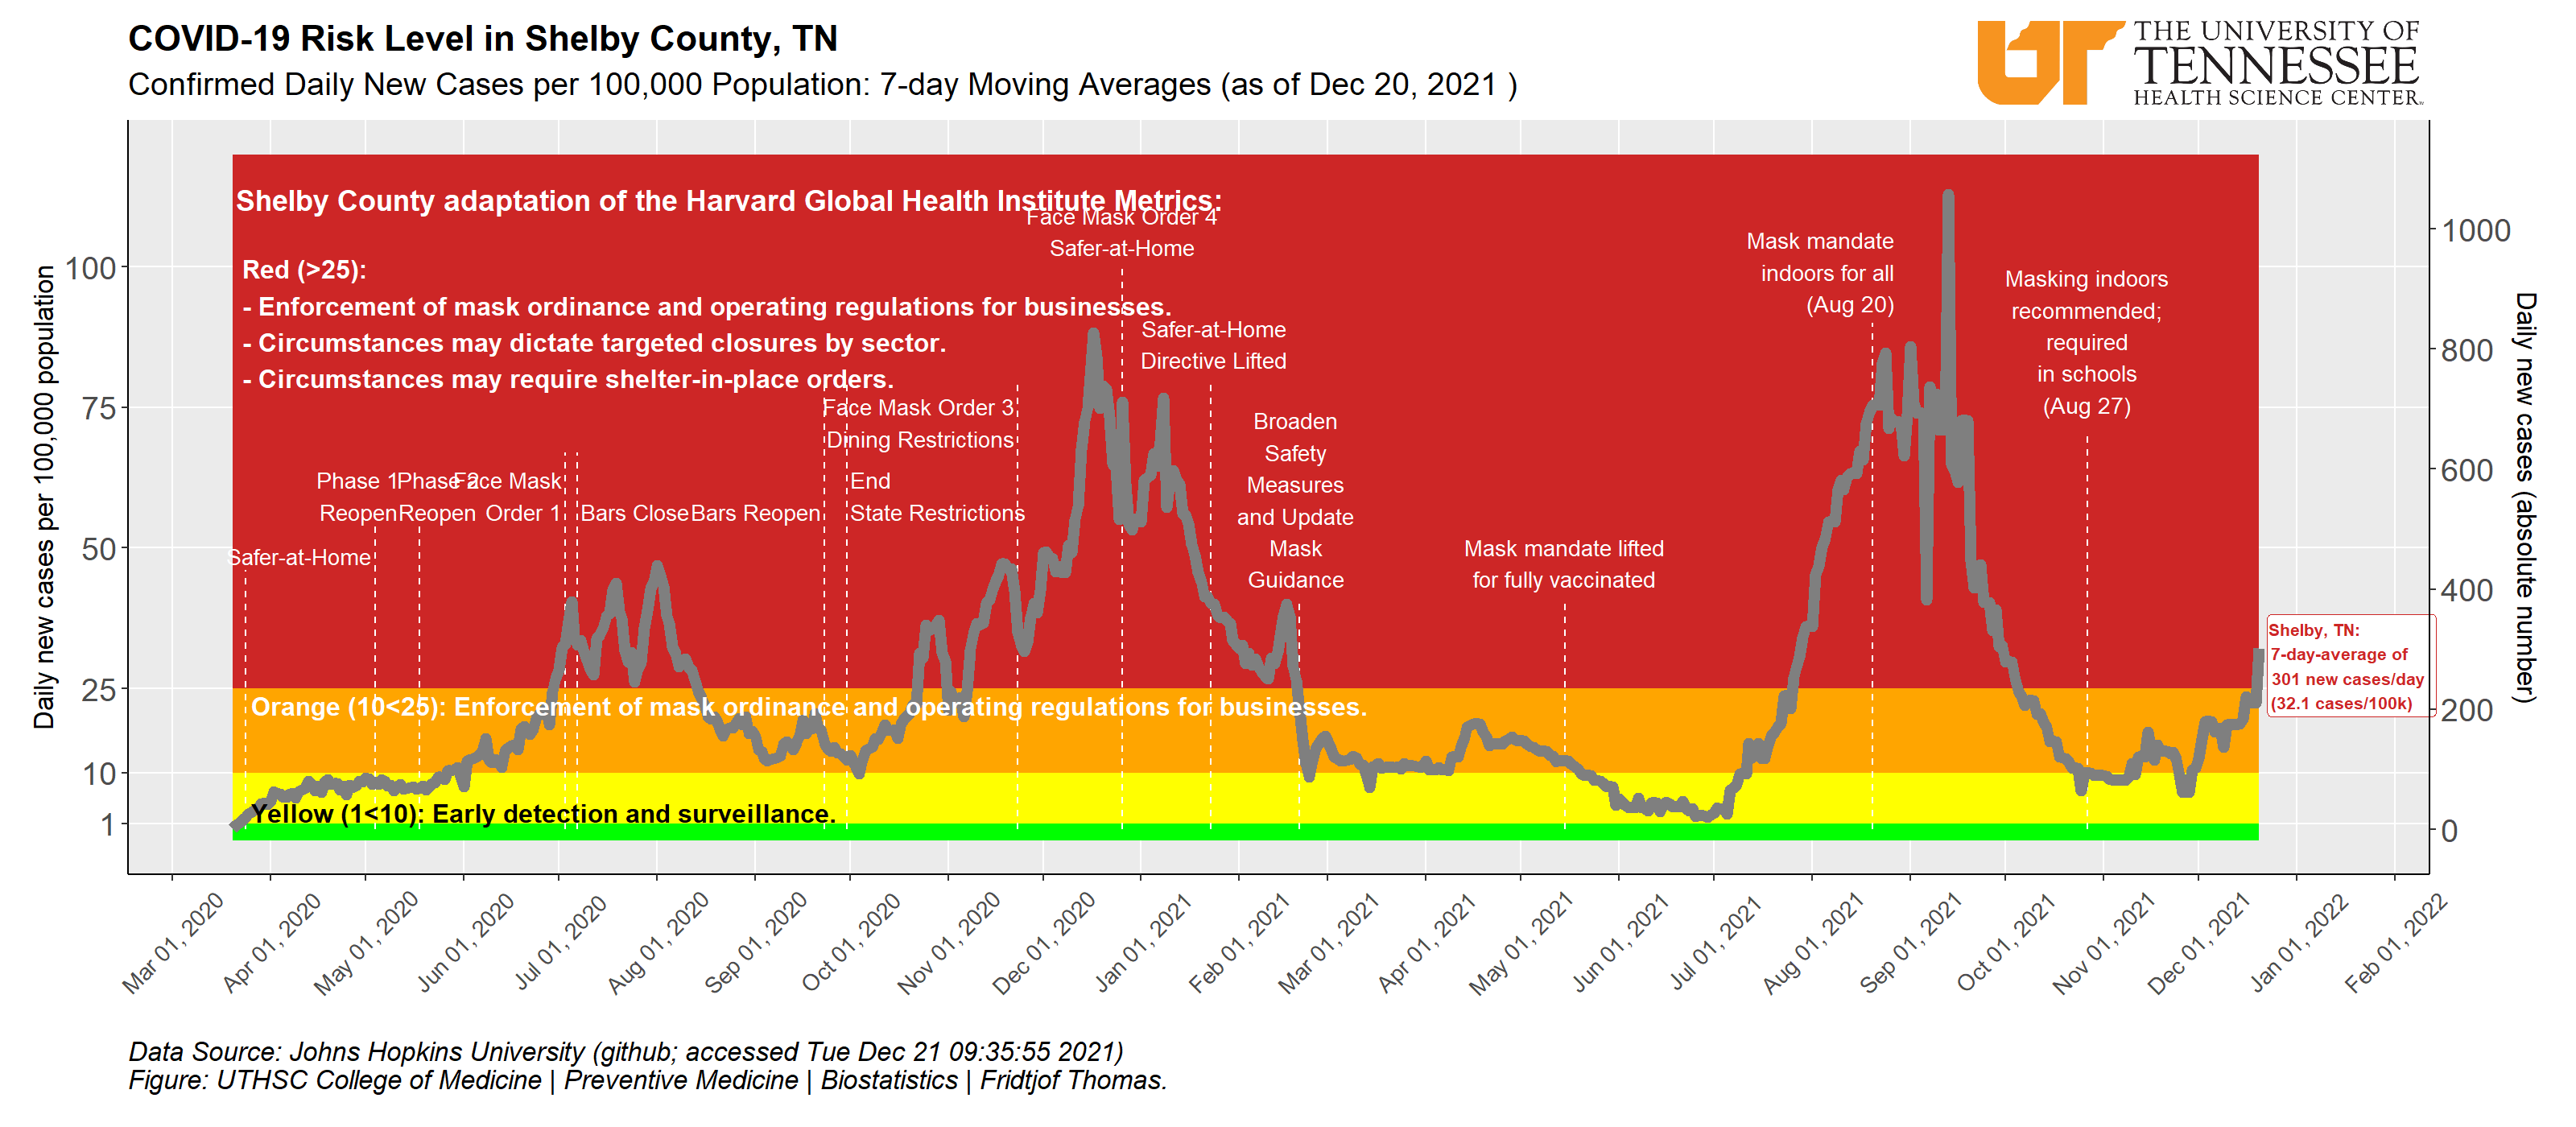 COVID-19 Risk Level in Shelby County, TN
Confirmed Daily New Cases per 100,000 Population: 7-day Moving Averages (as of Dec 20, 2021 )
THE UNIVERSITY OF
TENNESSEE
HEALTH SCIENCE CENTER
Daily new cases per 100,000 population
100
75
50
25
10
1
Shelby County adaptation of the Harvard Global Health Institute Metrics:
Red (>25):
- Enforcement of mask ordinance and operating regulations for businesses.
- Circumstances may dictate targeted closures by sector.
- Circumstances may require shelter-in-place orders.
Orange (10<25): Enforcement of mask ordinance and operating regulations for businesses.
Yellow (1<10): Early detection and surveillance.
Safer-at-Home
Phase 1
Reopen
Phase 2
Reopen
Face Mask
Order 1
Bars Close
Bars Reopen
End
State Restrictions
Face Mask Order 3
Dining Restrictions
Face Mask Order 4
Safer-at-Home
Safer-at-Home
Directive Lifted
Broaden
Safety
Measures
and Update
Mask
Guidance
Mask mandate lifted
for fully vaccinated
Mask mandate
indoors for all
(Aug 20)
Masking indoors
recommended;
required
in schools
(Aug 27)
Shelby, TN:
7-day-average of
301 new cases/day
(32.1 cases/100k)
1000
800
600
400
200
0
Daily new cases (absolute number)
Mar 01, 2020
Apr 01, 2020
May 01, 2020
Jun 01, 2020
Jul 01, 2020
Aug 01, 2020
Sep 01, 2020
Oct 01, 2020
Nov 01, 2020
Dec 01, 2020
Jan 01, 2021
Feb 01, 2021
Mar 01, 2021
Apr 01, 2021
May 01, 2021
Jun 01, 2021
Jul 01, 2021
Aug 01, 2021
Sep 01, 2021
Oct 01, 2021
Nov 01, 2021
Dec 01, 2021
Jan 01, 2022
Feb 01, 2022
Data Source: Johns Hopkins University (github; accessed Tue Dec 21 09:35:55 2021)
Figure: UTHSC College of Medicine | Preventive Medicine | Biostatistics | Fridtjof Thomas.